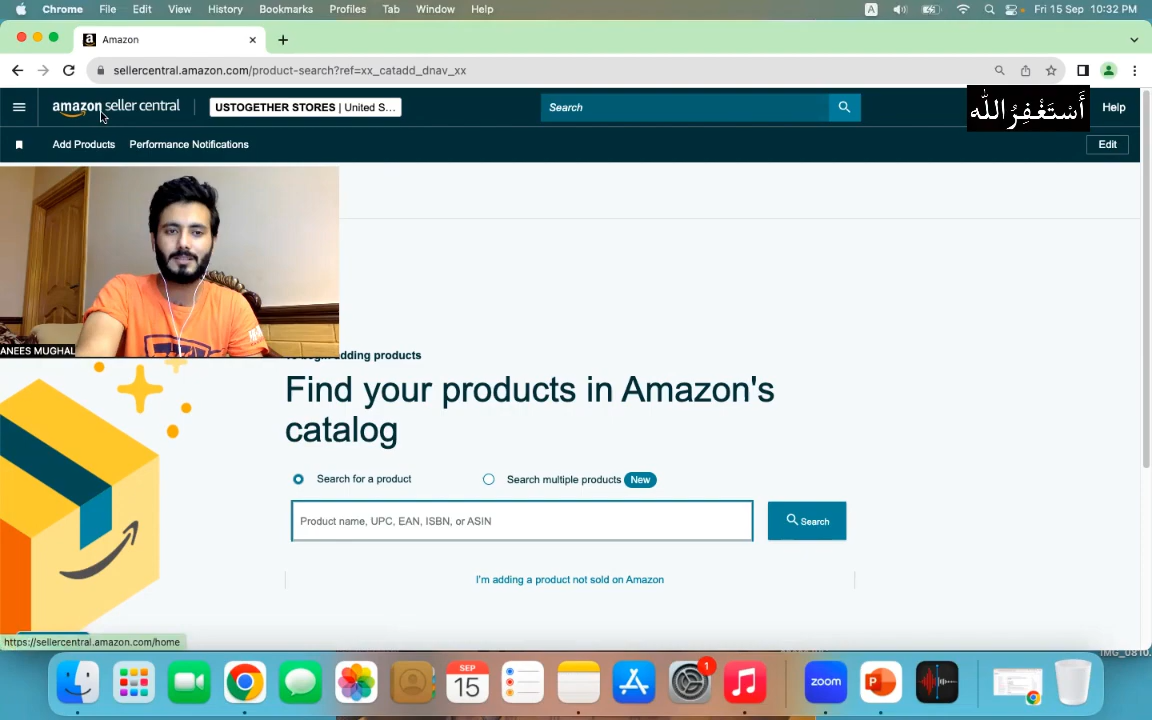 Chrome File Edit View History Bookmarks Profiles Tab Window Help
A Fri 15 Sep 10:32 PM
Amazon
sellercentral.amazon.com/product-search?ref=xx_catadd_dnav_xx
amazon seller central
USTOGETHER STORES | United S...
Search
أَسْتَغْفِرُ اللّٰه
Help
Add Products Performance Notifications
Edit
ANEES MUGHAL
adding products
Find your products in Amazon's
catalog
Search for a product
Search multiple products New
Product name, UPC, EAN, ISBN, or ASIN
Search
I'm adding a product not sold on Amazon
https://sellercentral.amazon.com/home
SEP
15
1
zoom
P